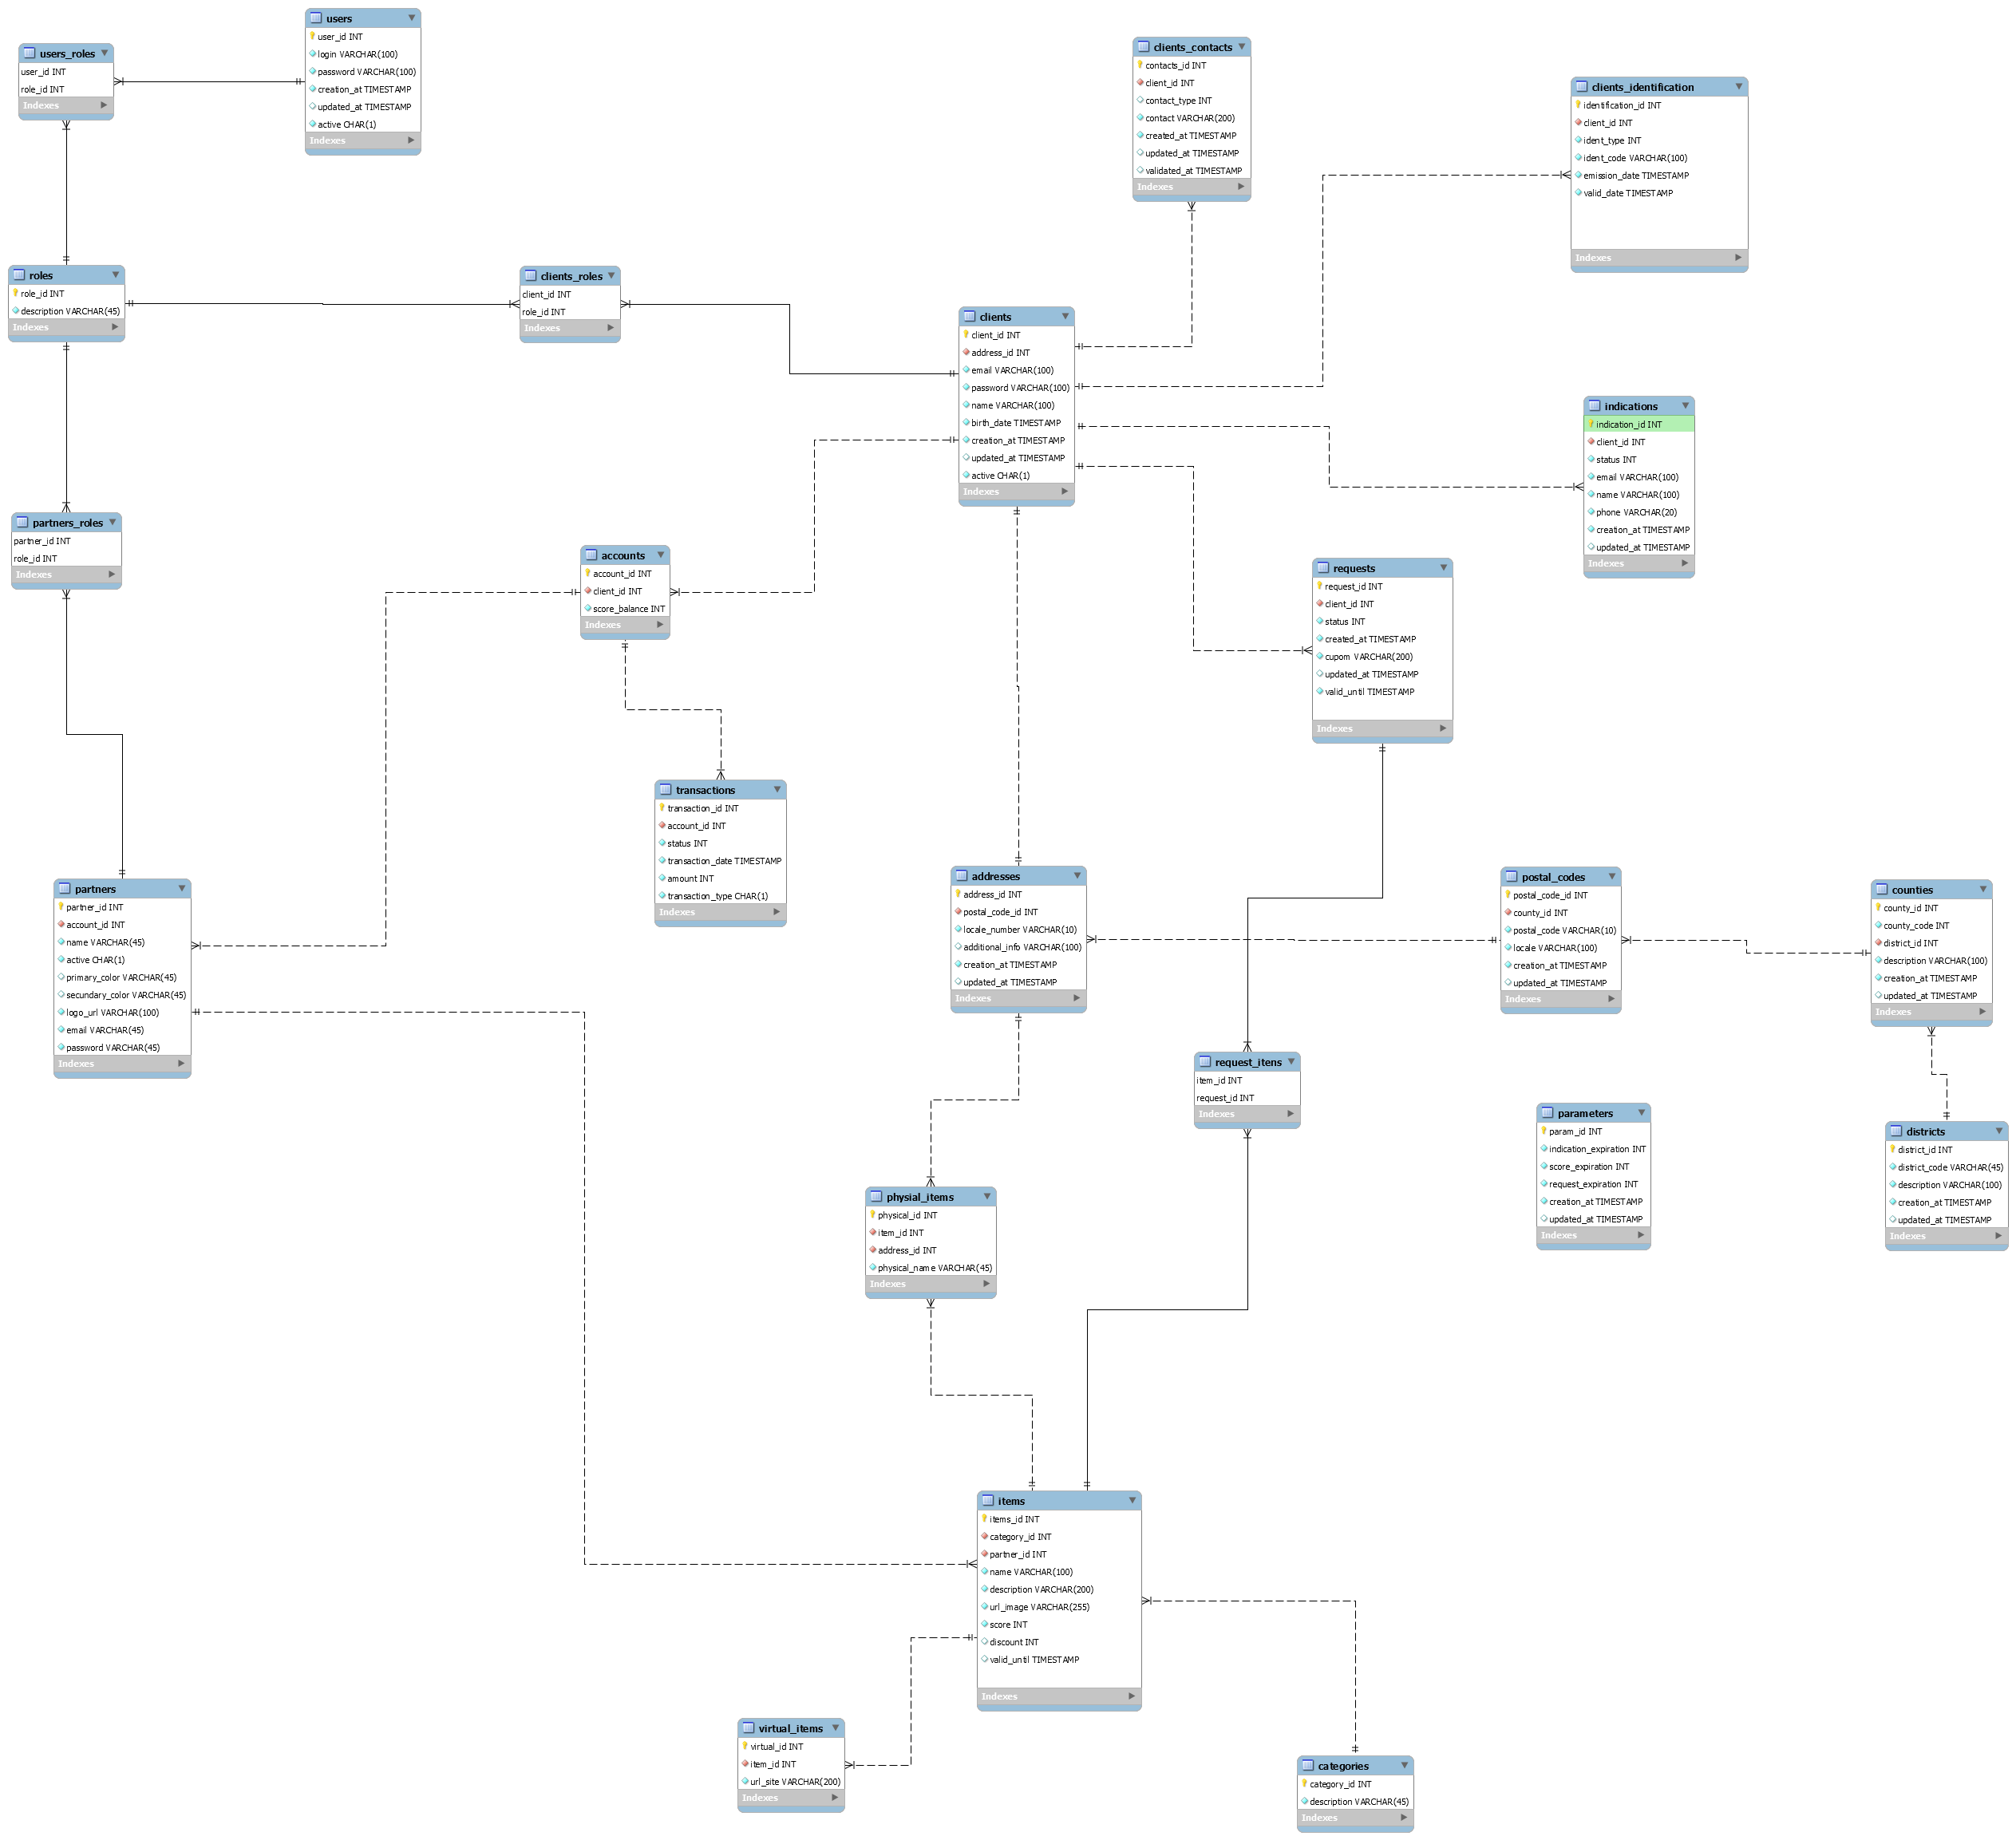 users
user_id INT
login VARCHAR(100)
password VARCHAR(100)
creation_at TIMESTAMP
updated_at TIMESTAMP
active CHAR(1)
Indexes
users_roles
user_id INT
role_id INT
Indexes
clients_contacts
contacts_id INT
client_id INT
contact_type INT
contact VARCHAR(200)
created_at TIMESTAMP
updated_at TIMESTAMP
validated_at TIMESTAMP
Indexes
clients_identification
identification_id INT
client_id INT
ident_type INT
ident_code VARCHAR(100)
emission_date TIMESTAMP
valid_date TIMESTAMP
Indexes
roles
role_id INT
description VARCHAR(45)
Indexes
clients_roles
client_id INT
role_id INT
Indexes
clients
client_id INT
address_id INT
email VARCHAR(100)
password VARCHAR(100)
name VARCHAR(100)
birth_date TIMESTAMP
creation_at TIMESTAMP
updated_at TIMESTAMP
active CHAR(1)
Indexes
indications
indication_id INT
client_id INT
status INT
email VARCHAR(100)
name VARCHAR(100)
phone VARCHAR(20)
creation_at TIMESTAMP
updated_at TIMESTAMP
Indexes
partners_roles
partner_id INT
role_id INT
Indexes
accounts
account_id INT
client_id INT
score_balance INT
Indexes
requests
request_id INT
client_id INT
status INT
created_at TIMESTAMP
cupom VARCHAR(200)
updated_at TIMESTAMP
valid_until TIMESTAMP
Indexes
transactions
transaction_id INT
account_id INT
status INT
transaction_date TIMESTAMP
amount INT
transaction_type CHAR(1)
Indexes
partners
partner_id INT
account_id INT
name VARCHAR(45)
active CHAR(1)
primary_color VARCHAR(45)
secundary_color VARCHAR(45)
logo_url VARCHAR(100)
email VARCHAR(45)
password VARCHAR(45)
Indexes
addresses
address_id INT
postal_code_id INT
locale_number VARCHAR(10)
additional_info VARCHAR(100)
creation_at TIMESTAMP
updated_at TIMESTAMP
Indexes
postal_codes
postal_code_id INT
county_id INT
postal_code VARCHAR(10)
locale VARCHAR(100)
creation_at TIMESTAMP
updated_at TIMESTAMP
Indexes
counties
county_id INT
county_code INT
district_id INT
description VARCHAR(100)
creation_at TIMESTAMP
updated_at TIMESTAMP
Indexes
request_itens
item_id INT
request_id INT
Indexes
parameters
param_id INT
indication_expiration INT
score_expiration INT
request_expiration INT
creation_at TIMESTAMP
updated_at TIMESTAMP
Indexes
districts
district_id INT
district_code VARCHAR(45)
description VARCHAR(100)
creation_at TIMESTAMP
updated_at TIMESTAMP
Indexes
physial_items
physical_id INT
item_id INT
address_id INT
physical_name VARCHAR(45)
Indexes
items
items_id INT
category_id INT
partner_id INT
name VARCHAR(100)
description VARCHAR(200)
url_image VARCHAR(255)
score INT
discount INT
valid_until TIMESTAMP
Indexes
virtual_items
virtual_id INT
item_id INT
url_site VARCHAR(200)
Indexes
categories
category_id INT
description VARCHAR(45)
Indexes